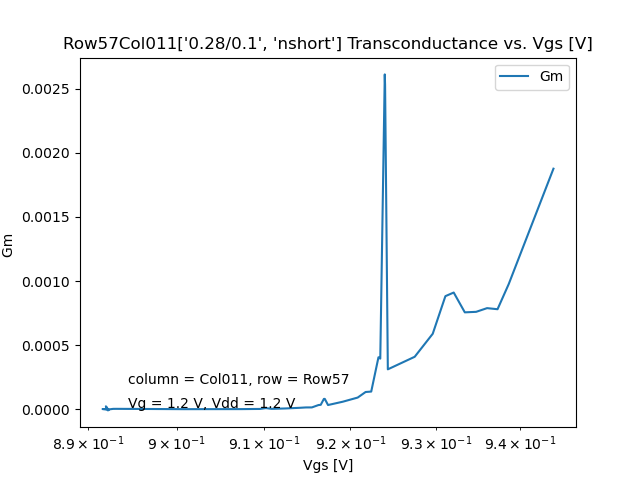 Row57Col011['0.28/0.1', 'nshort'] Transconductance vs. Vgs [V]
Gm
0.0025
0.0020
0.0015
0.0010
0.0005
0.0000
Gm
column = Col011, row = Row57
Vg = 1.2 V, Vdd = 1.2 V
8.9 × 10⁻¹ 9 × 10⁻¹ 9.1 × 10⁻¹ 9.2 × 10⁻¹ 9.3 × 10⁻¹ 9.4 × 10⁻¹
Vgs [V]